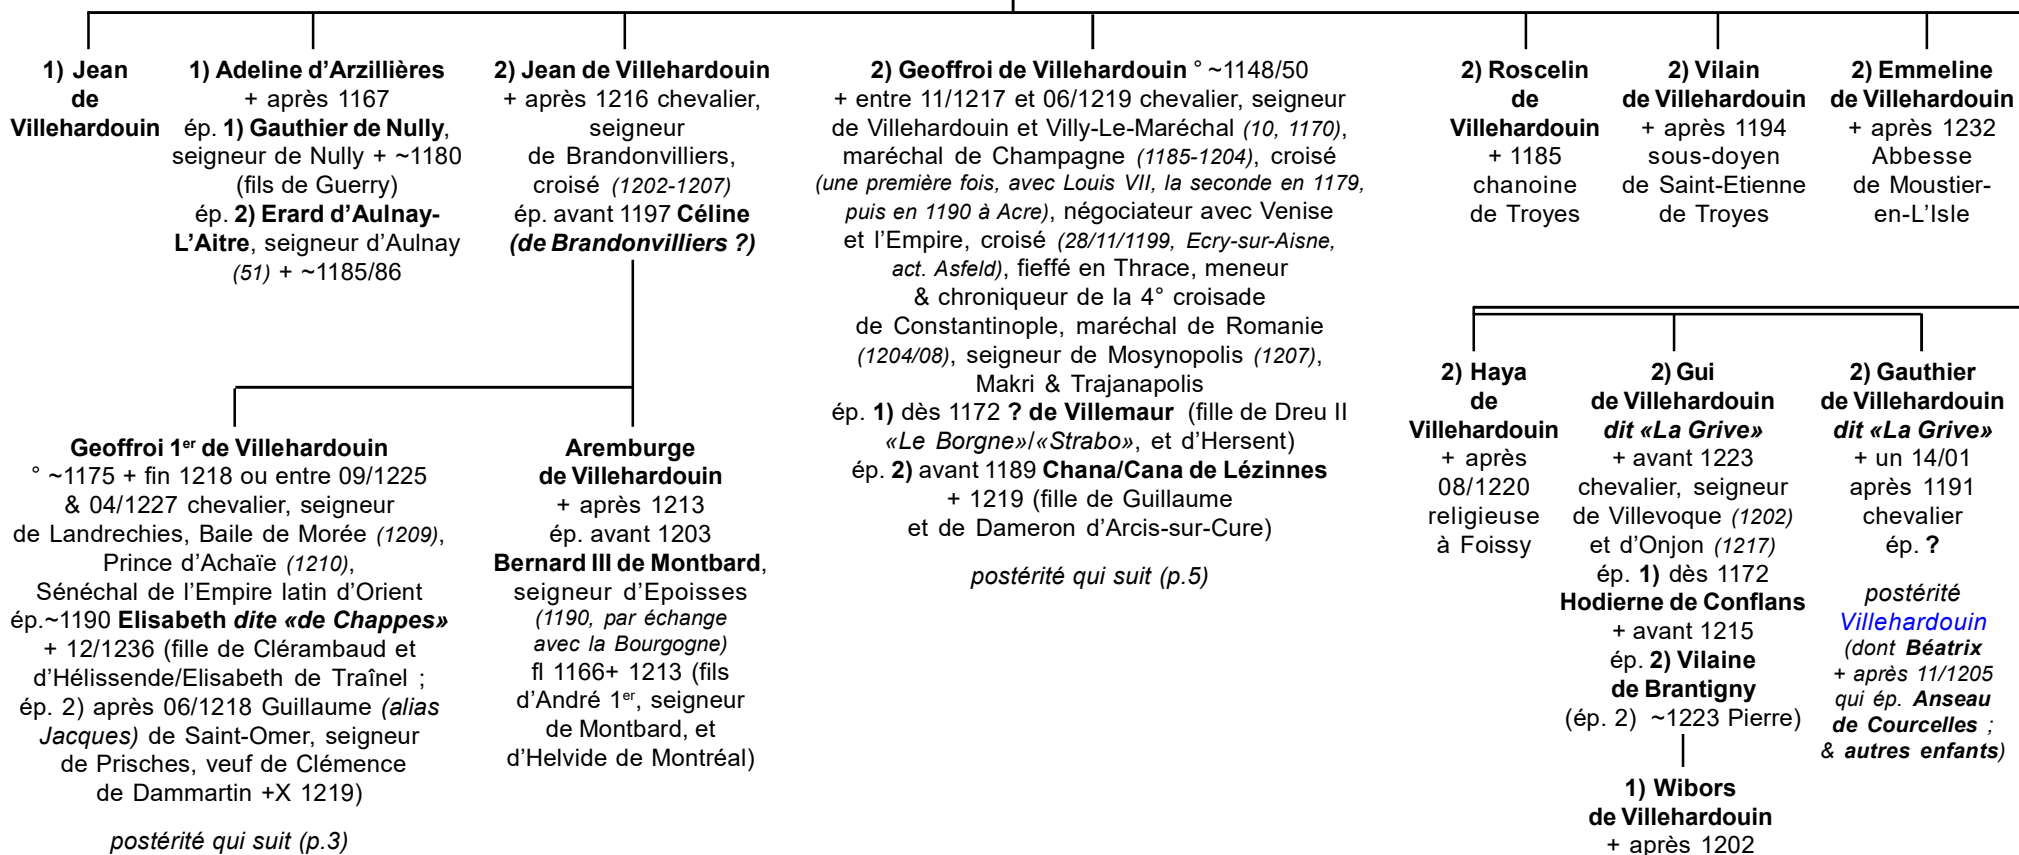 1) Jean
de
Villehardouin
1) Adeline d’Arzillières
+ après 1167
ép. 1) Gauthier de Nully,
seigneur de Nully + ~1180
(fils de Guerry)
ép. 2) Erard d’Aulnay-
L’Aitre, seigneur d’Aulnay
(51) + ~1185/86
2) Jean de Villehardouin
+ après 1216 chevalier,
seigneur
de Brandonvilliers,
croisé (1202-1207)
ép. avant 1197 Céline
(de Brandonvilliers ?)
2) Geoffroi de Villehardouin ° ~1148/50
+ entre 11/1217 et 06/1219 chevalier, seigneur
de Villehardouin et Villy-Le-Maréchal (10, 1170),
maréchal de Champagne (1185-1204), croisé
(une première fois, avec Louis VII, la seconde en 1179,
puis en 1190 à Acre), négociateur avec Venise
et l’Empire, croisé (28/11/1199, Ecry-sur-Aisne,
act. Asfeld), fieffé en Thrace, meneur
& chroniqueur de la 4° croisade
de Constantinople, maréchal de Romanie
(1204/08), seigneur de Mosynopolis (1207),
Makri & Trajanapolis
ép. 1) dès 1172 ? de Villemaur (fille de Dreu II
«Le Borgne»/«Strabo», et d’Hersent)
ép. 2) avant 1189 Chana/Cana de Lézinnes
+ 1219 (fille de Guillaume
et de Dameron d’Arcis-sur-Cure)
postérité qui suit (p.5)
2) Roscelin
de
Villehardouin
+ 1185
chanoine
de Troyes
2) Vilain
de Villehardouin
+ après 1194
sous-doyen
de Saint-Etienne
de Troyes
2) Emmeline
de Villehardouin
+ après 1232
Abbesse
de Moustier-
en-L’Isle
Geoffroi 1er de Villehardouin
° ~1175 + fin 1218 ou entre 09/1225
& 04/1227 chevalier, seigneur
de Landrechies, Baile de Morée (1209),
Prince d’Achaïe (1210),
Sénéchal de l’Empire latin d’Orient
ép.~1190 Elisabeth dite «de Chappes»
+ 12/1236 (fille de Clérambaud et
d’Hélissende/Elisabeth de Traînel ;
ép. 2) après 06/1218 Guillaume (alias
Jacques) de Saint-Omer, seigneur
de Prisches, veuf de Clémence
de Dammartin +X 1219)
postérité qui suit (p.3)
Aremburge
de Villehardouin
+ après 1213
ép. avant 1203
Bernard III de Montbard,
seigneur d’Epoisses
(1190, par échange
avec la Bourgogne)
fl 1166+ 1213 (fils
d’André 1er, seigneur
de Montbard, et
d’Helvide de Montréal)
2) Haya
de
Villehardouin
+ après
08/1220
religieuse
à Foissy
2) Gui
de Villehardouin
dit «La Grive»
+ avant 1223
chevalier, seigneur
de Villevoque (1202)
et d’Onjon (1217)
ép. 1) dès 1172
Hodierne de Conflans
+ avant 1215
ép. 2) Vilaine
de Brantigny
(ép. 2) ~1223 Pierre)
1) Wibors
de Villehardouin
+ après 1202
2) Gauthier
de Villehardouin
dit «La Grive»
+ un 14/01
après 1191
chevalier
ép. ?
postérité
Villehardouin
(dont Béatrix
+ après 11/1205
qui ép. Anseau
de Courcelles ;
& autres enfants)